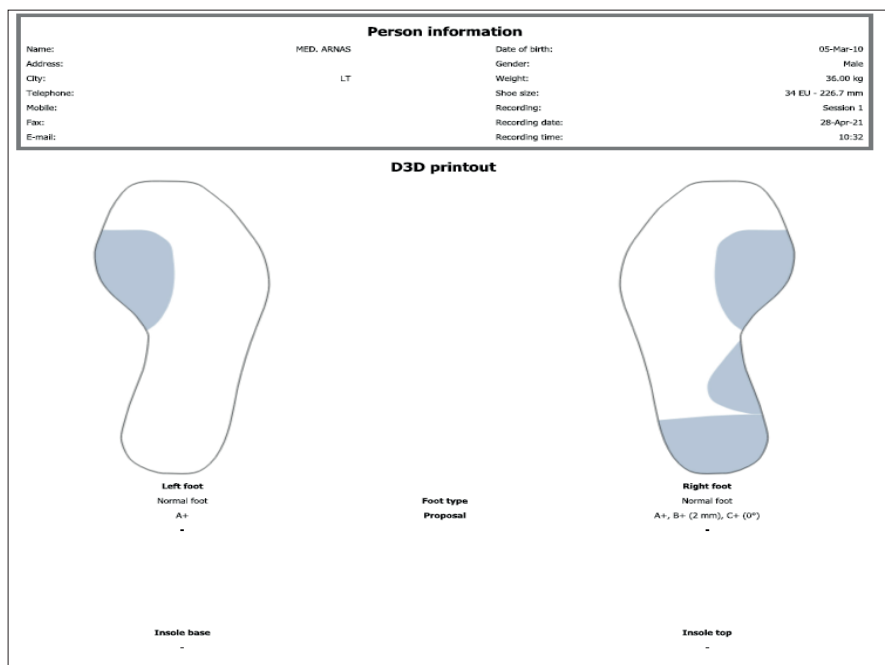 Person information
Name: MED. ARNAS Date of birth: 05-Mar-10
Address: Gender: Male
City: LT Weight: 36.00 kg
Telephone: Shoe size: 34 EU - 226.7 mm
Mobile: Recording: Session 1
Fax: Recording date: 28-Apr-21
E-mail: Recording time: 10:32
D3D printout
Left foot Right foot
Normal foot Foot type Normal foot
A+ Proposal A+, B+ (2 mm), C+ (0°)
- -
Insole base Insole top
- -